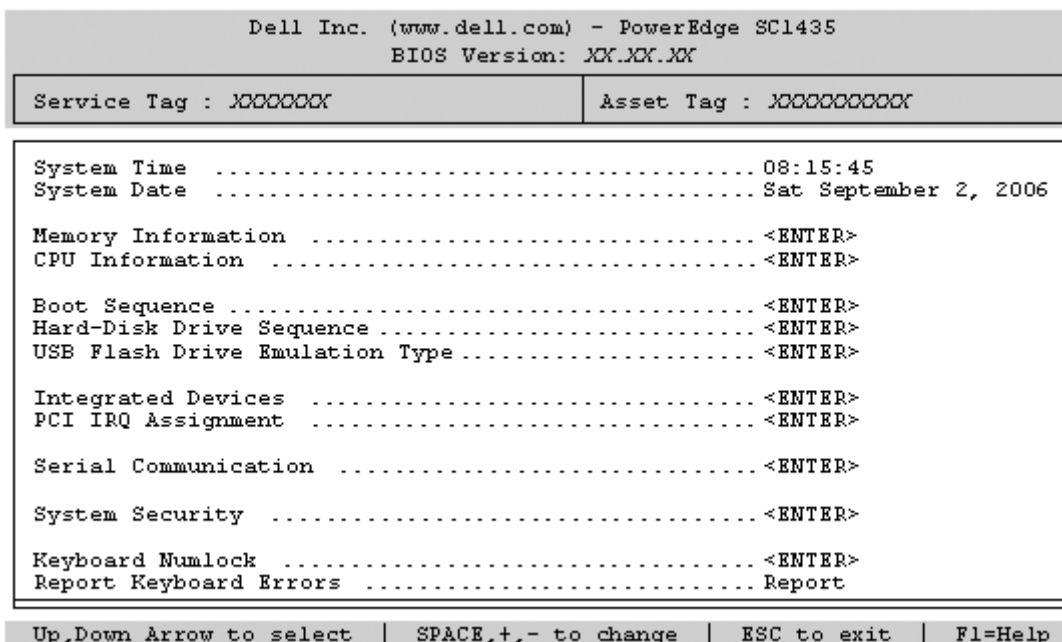 Dell Inc. (www.dell.com) - PowerEdge SC1435
BIOS Version: XX.XX.XX
Service Tag : XXXXXXX Asset Tag : XXXXXXXXXX
System Time ........................................ 08:15:45
System Date ........................................ Sat September 2, 2006
Memory Information ................................. <ENTER>
CPU Information .................................... <ENTER>
Boot Sequence ....................................... <ENTER>
Hard-Disk Drive Sequence ............................ <ENTER>
USB Flash Drive Emulation Type ...................... <ENTER>
Integrated Devices ................................. <ENTER>
PCI IRQ Assignment ................................. <ENTER>
Serial Communication ............................... <ENTER>
System Security .................................... <ENTER>
Keyboard Numlock ................................... <ENTER>
Report Keyboard Errors ............................. Report
Up,Down Arrow to select | SPACE,+,- to change | ESC to exit | F1=Help